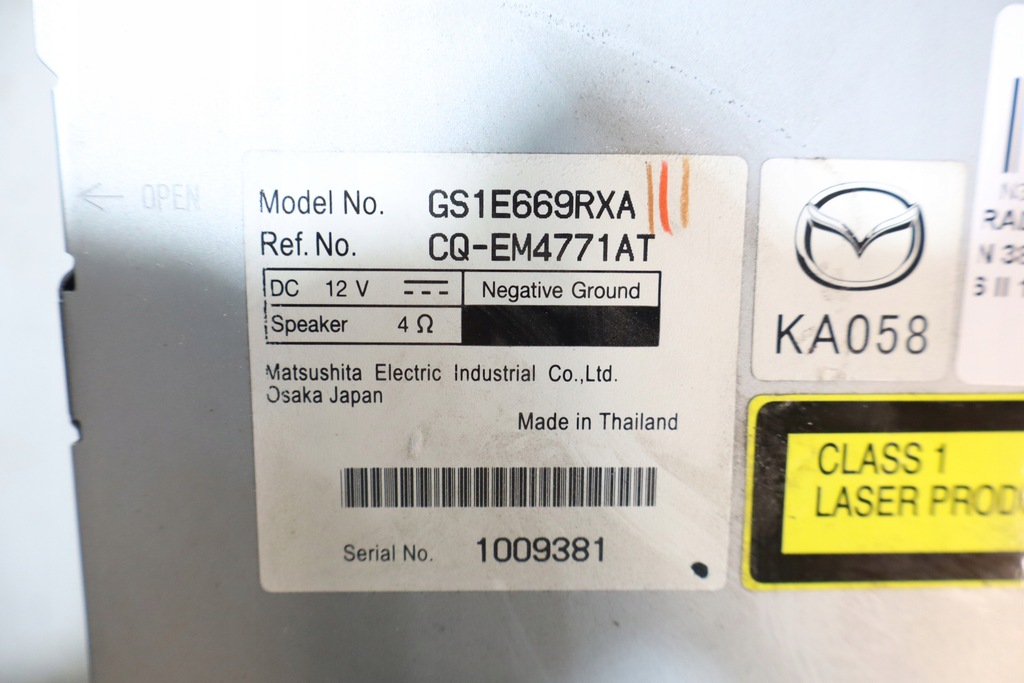 OPEN
Model No. GS1E669RXA
Ref. No. CQ-EM4771AT
DC 12 V
Negative Ground
Speaker 4 Ω
Matsushita Electric Industrial Co.,Ltd.
Osaka Japan
Made in Thailand
Serial No. 1009381
KA058
CLASS 1
LASER